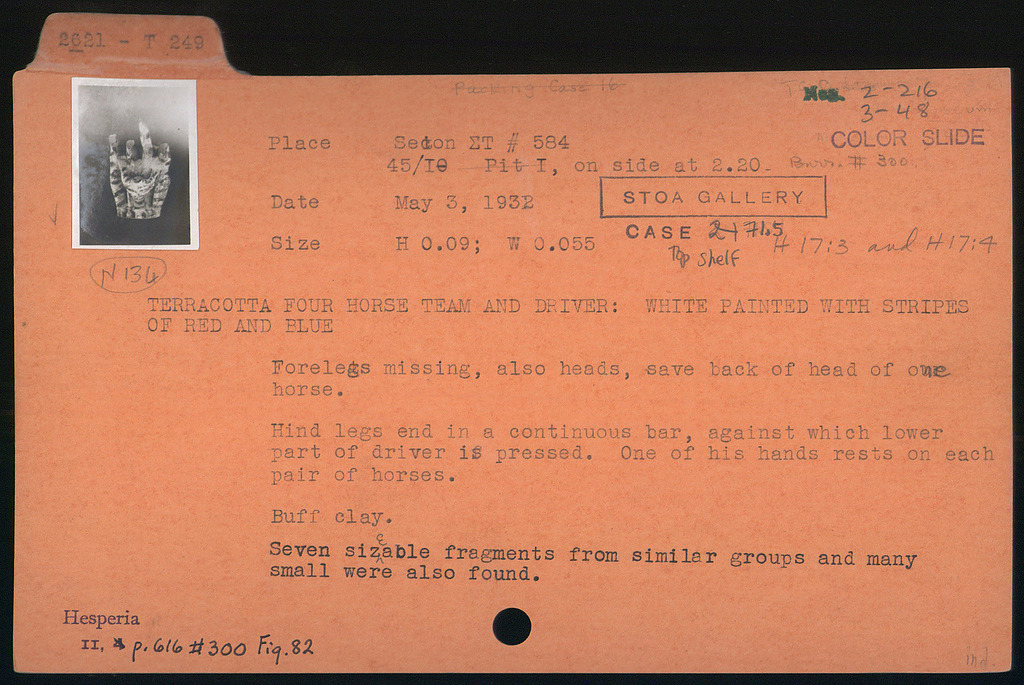 2621 - T 249
Packing Case 16
Neg. 2-216
3-48
COLOR SLIDE
Place Section ΣΤ # 584
45/ΙΘ Pit I, on side at 2.20.
Burr. # 300
STOA GALLERY
Date May 3, 1932
CASE 21 71.5
Top Shelf
H 17:3 and H 17:4
Size H 0.09; W 0.055
N 134
TERRACOTTA FOUR HORSE TEAM AND DRIVER: WHITE PAINTED WITH STRIPES
OF RED AND BLUE
Forelegs missing, also heads, save back of head of one
horse.
Hind legs end in a continuous bar, against which lower
part of driver is pressed. One of his hands rests on each
pair of horses.
Buff clay.
Seven sizeable fragments from similar groups and many
small were also found.
Hesperia
II, p. 616 #300 Fig. 82